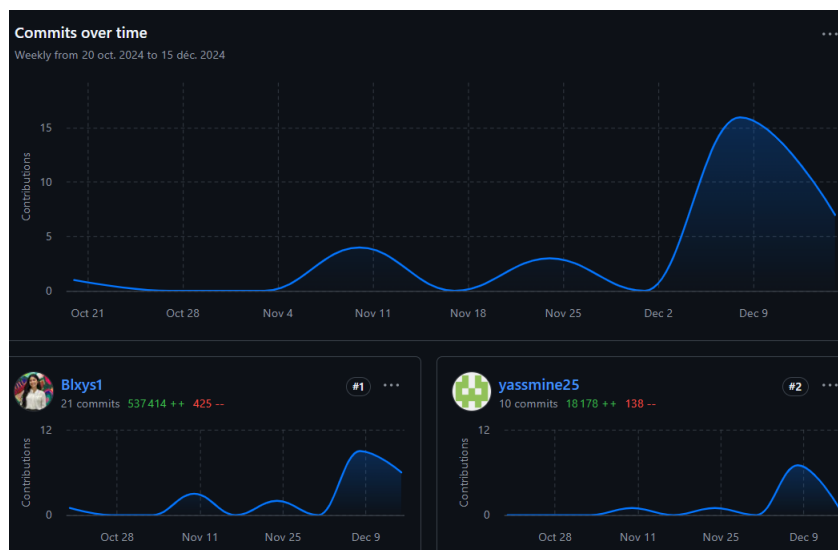 Commits over time
Weekly from 20 oct. 2024 to 15 déc. 2024
Contributions
15
10
5
0
Oct 21 Oct 28 Nov 4 Nov 11 Nov 18 Nov 25 Dec 2 Dec 9
Blxys1 #1
21 commits 537 414 ++ 425 --
Contributions
12
0
Oct 28 Nov 11 Nov 25 Dec 9
yassmine25 #2
10 commits 18 178 ++ 138 --
Contributions
12
0
Oct 28 Nov 11 Nov 25 Dec 9